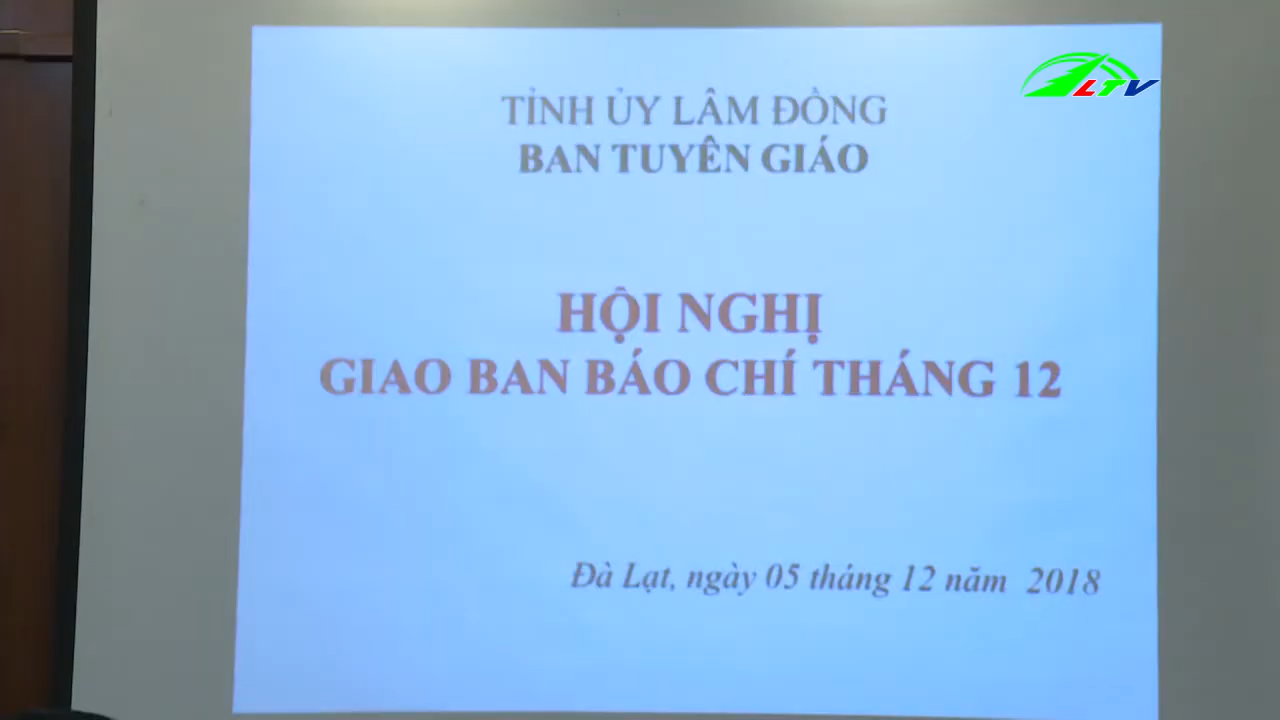 LTV
TỈNH ỦY LÂM ĐỒNG
BAN TUYÊN GIÁO
HỘI NGHỊ
GIAO BAN BÁO CHÍ THÁNG 12
Đà Lạt, ngày 05 tháng 12 năm 2018